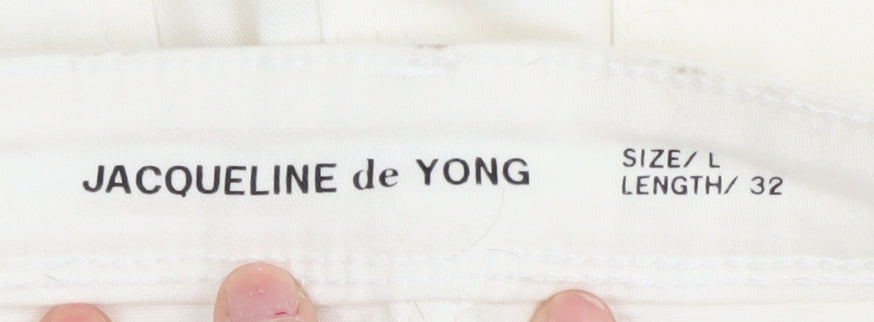 JACQUELINE de YONG
SIZE/ L
LENGTH/ 32